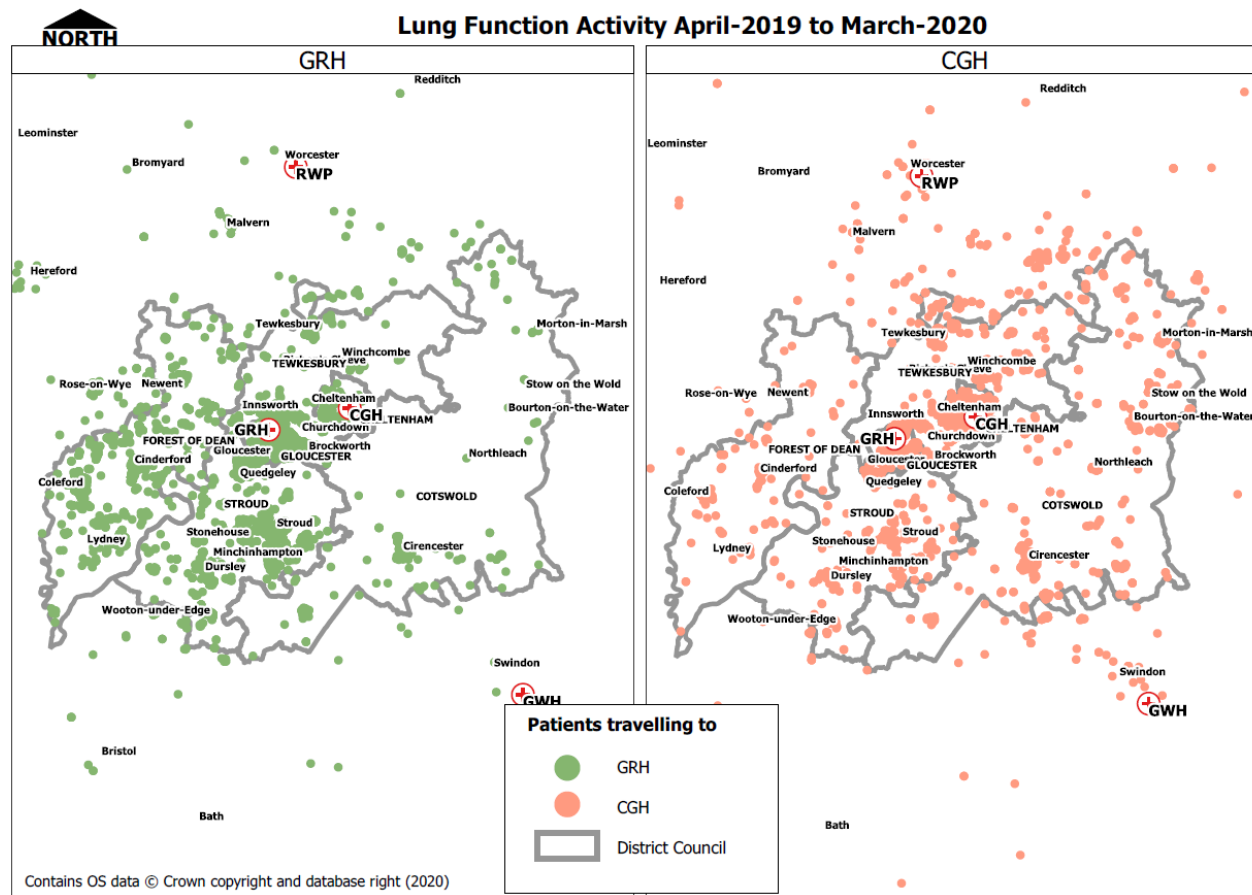 Lung Function Activity April-2019 to March-2020
NORTH
GRH
Redditch
Leominster
Bromyard
Worcester
RWP
Malvern
Hereford
Tewkesbury
Morton-in-Marsh
Winchcombe
TEWKESBURY
Rose-on-Wye
Newent
Stow on the Wold
Innsworth
Cheltenham
CGH
Bourton-on-the-Water
GRH
Churchdown
FOREST OF DEAN
Gloucester
Brockworth
GLOUCESTER
Northleach
Cinderford
Quedgeley
Coleford
COTSWOLD
STROUD
Stonehouse
Stroud
Lydney
Minchinhampton
Cirencester
Dursley
Wooton-under-Edge
Swindon
GWH
Bristol
Bath
Contains OS data © Crown copyright and database right (2020)
CGH
Redditch
Leominster
Bromyard
Worcester
RWP
Malvern
Hereford
Tewkesbury
Morton-in-Marsh
Winchcombe
TEWKESBURY
Rose-on-Wye
Newent
Stow on the Wold
Innsworth
Cheltenham
CGH
Bourton-on-the-Water
GRH
Churchdown
FOREST OF DEAN
Gloucester
Brockworth
GLOUCESTER
Northleach
Cinderford
Quedgeley
Coleford
COTSWOLD
STROUD
Stonehouse
Stroud
Lydney
Minchinhampton
Cirencester
Dursley
Wooton-under-Edge
Swindon
GWH
Bath
Patients travelling to
GRH
CGH
District Council